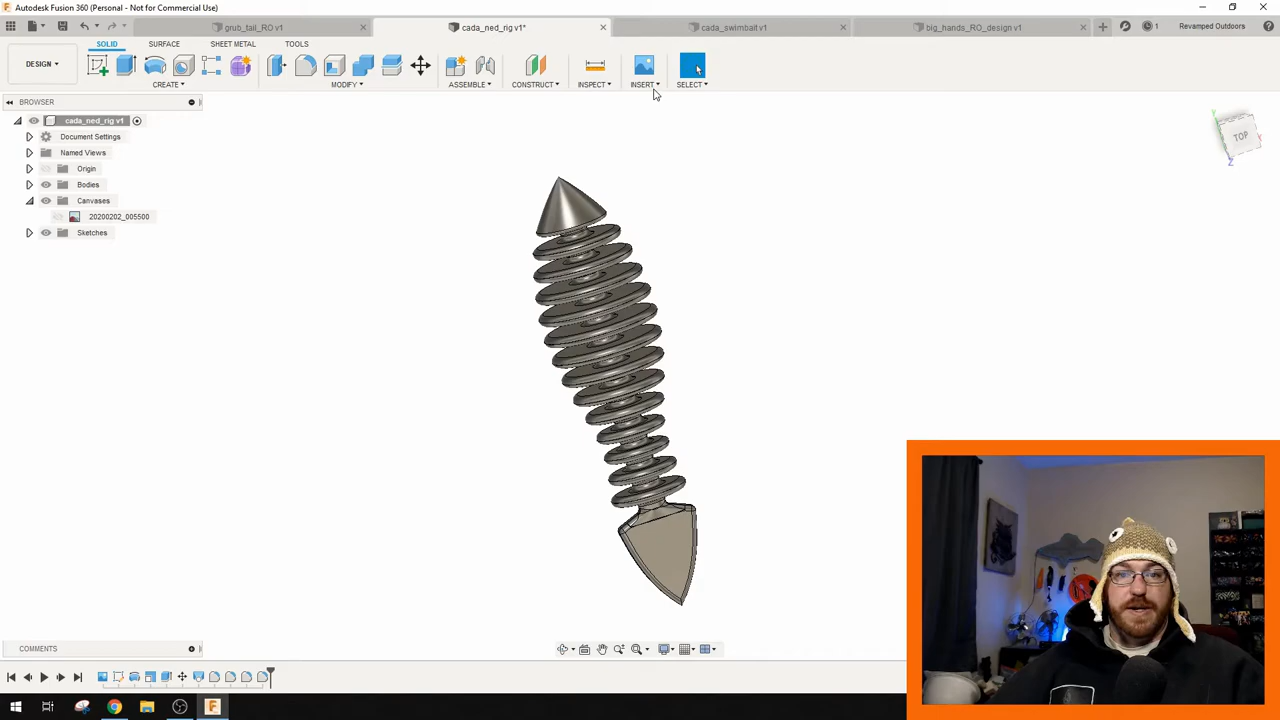 Autodesk Fusion 360 (Personal - Not for Commercial Use)
grub_tail_RO v1
cada_ned_rig v1*
cada_swimbait v1
big_hands_RO_design v1
1
Revamped Outdoors
SOLID
SURFACE
SHEET METAL
TOOLS
DESIGN
CREATE
MODIFY
ASSEMBLE
CONSTRUCT
INSPECT
INSERT
SELECT
BROWSER
cada_ned_rig v1
Document Settings
Named Views
Origin
Bodies
Canvases
20200202_005500
Sketches
TOP
Y
Z
COMMENTS